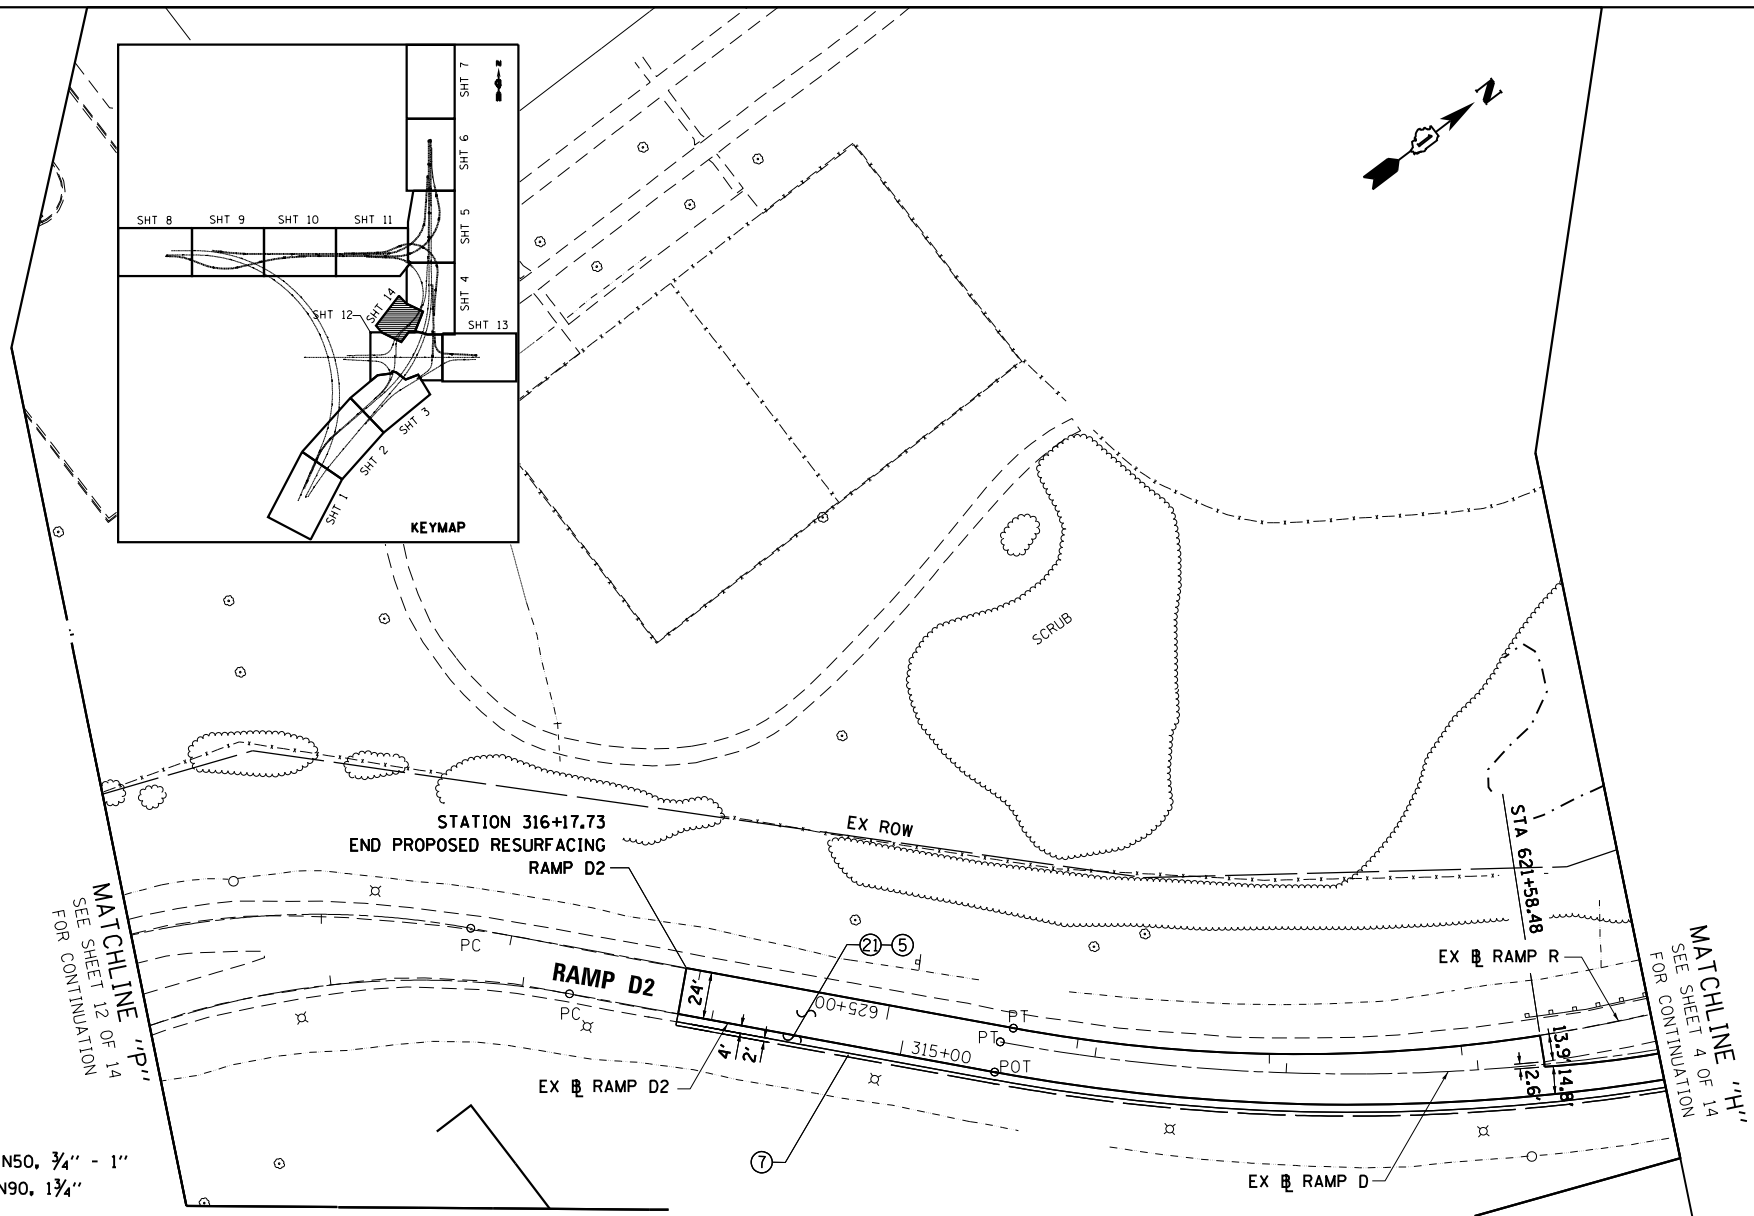 SHT 7
SHT 6
SHT 5
SHT 4
SHT 8
SHT 9
SHT 10
SHT 11
SHT 14
SHT 12
SHT 13
SHT 3
SHT 2
SHT 1
KEYMAP
N
SCRUB
STATION 316+17.73
END PROPOSED RESURFACING
RAMP D2
EX ROW
STA 621+58.48
EX BL RAMP R
MATCHLINE "P"
SEE SHEET 12 OF 14
FOR CONTINUATION
PC
RAMP D2
PC
24'
21
5
625+00
PT
PT
315+00
POT
4'
2'
EX BL RAMP D2
7
13.9'
14.8'
2.6'
EX BL RAMP D
MATCHLINE "H"
SEE SHEET 4 OF 14
FOR CONTINUATION
N50, 3/4" - 1"
N90, 1 3/4"